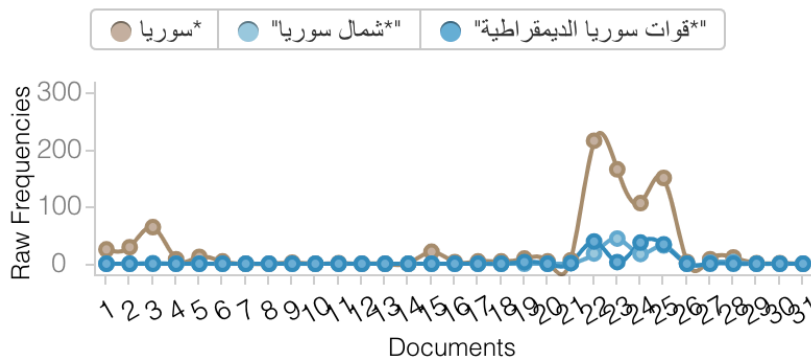 *سوريا "*شمال سوريا" "*قوات سوريا الديمقراطية"
300
200
100
0
Raw Frequencies
1 2 3 4 5 6 7 8 9 10 11 12 13 14 15 16 17 18 19 20 21 22 23 24 25 26 27 28 29 30 31
Documents